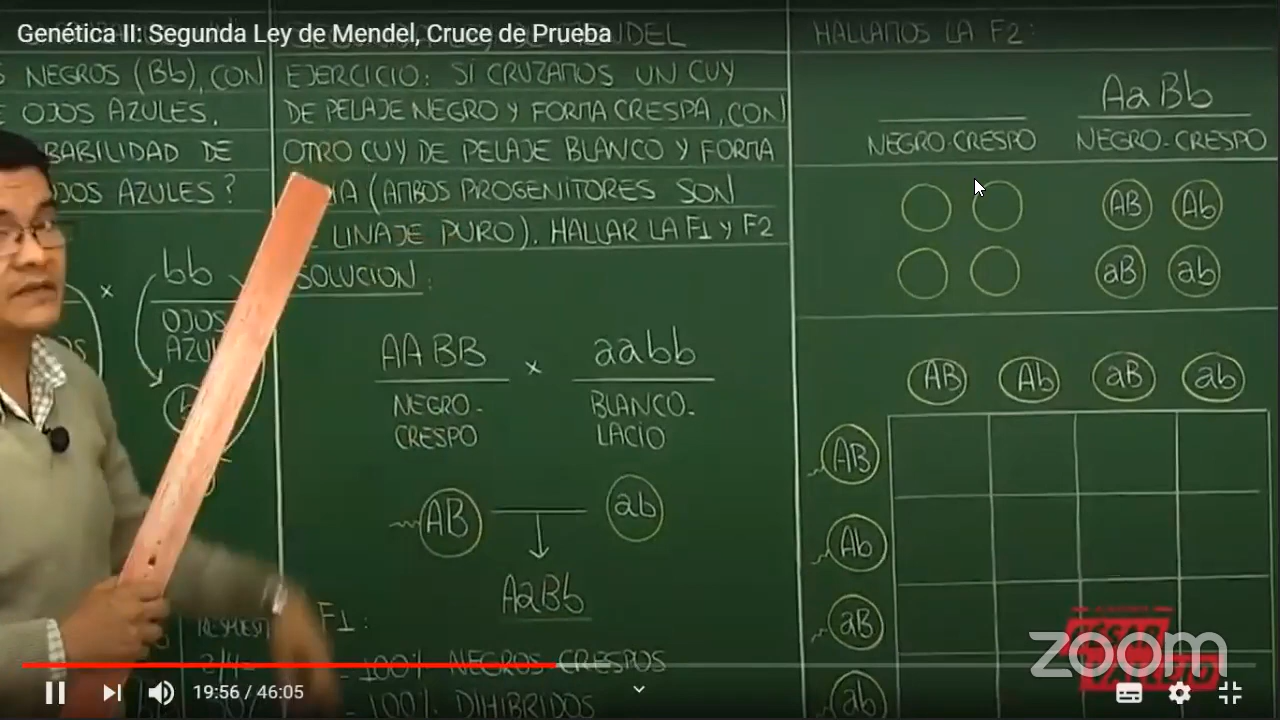 Genética II: Segunda Ley de Mendel, Cruce de Prueba
NEGROS (Bb), CON
OJOS AZULES.
DE
OJOS AZULES?
bb
×
OJOS
EJERCICIO: SI CRUZAMOS UN CUY
DE PELAJE NEGRO Y FORMA CRESPA, CON
OTRO CUY DE PELAJE BLANCO Y FORMA
(AMBOS PROGENITORES SON
LINAJE PURO). HALLAR LA F1 Y F2
SOLUCION:
AABB × aabb
NEGRO- BLANCO-
CRESPO LACIO
AB ab
AaBb
F1:
= 100% NEGROS CRESPOS
= 100% DIHIBRIDOS
HALLAMOS LA F2:
AaBb
NEGRO-CRESPO NEGRO-CRESPO
AB Ab
aB ab
AB Ab aB ab
AB
Ab
aB
ab
zoom
19:56 / 46:05